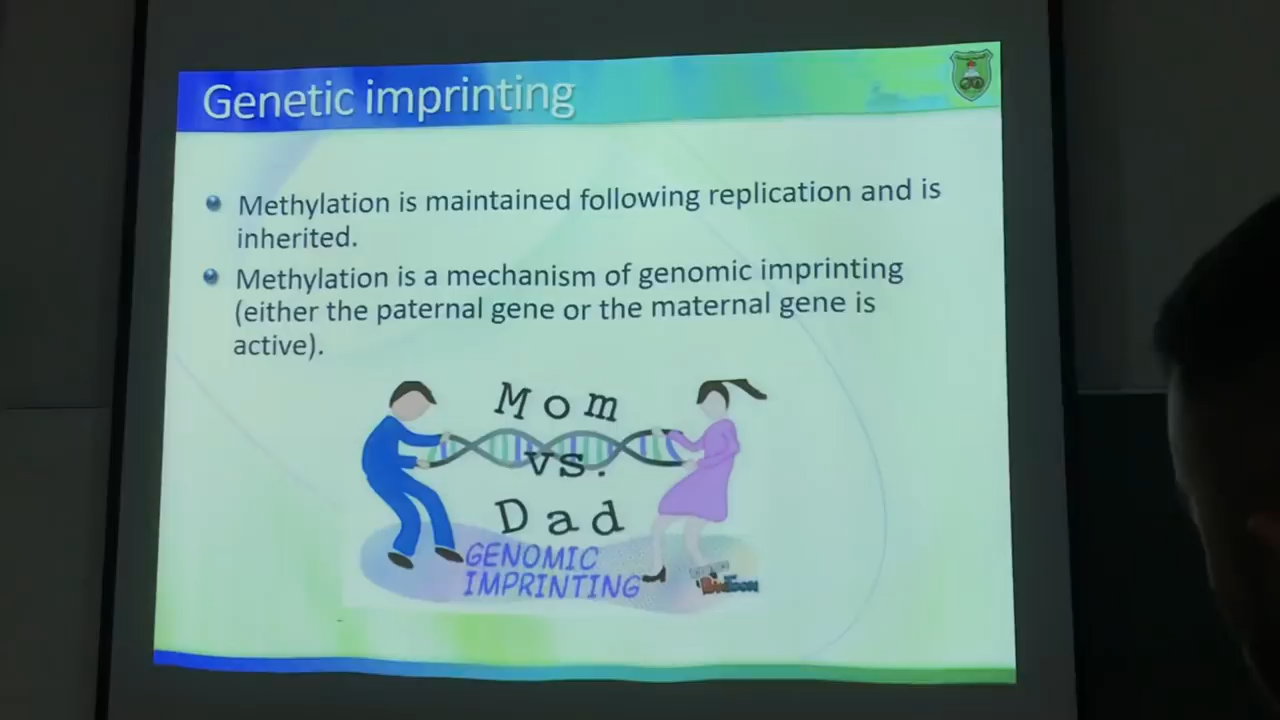 Genetic imprinting
Methylation is maintained following replication and is
inherited.
Methylation is a mechanism of genomic imprinting
(either the paternal gene or the maternal gene is
active).
Mom
vs.
Dad
GENOMIC
IMPRINTING